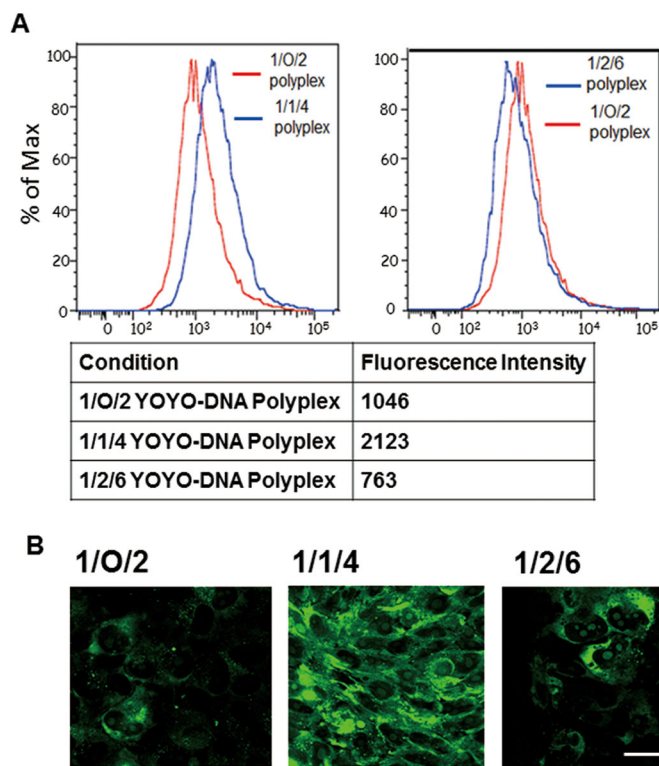 A
% of Max
100
80
60
40
20
0
0 10² 10³ 10⁴ 10⁵
1/O/2
polyplex
1/1/4
polyplex
100
80
60
40
20
0
0 10² 10³ 10⁴ 10⁵
1/2/6
polyplex
1/O/2
polyplex
Condition Fluorescence Intensity
1/O/2 YOYO-DNA Polyplex 1046
1/1/4 YOYO-DNA Polyplex 2123
1/2/6 YOYO-DNA Polyplex 763
B
1/O/2 1/1/4 1/2/6